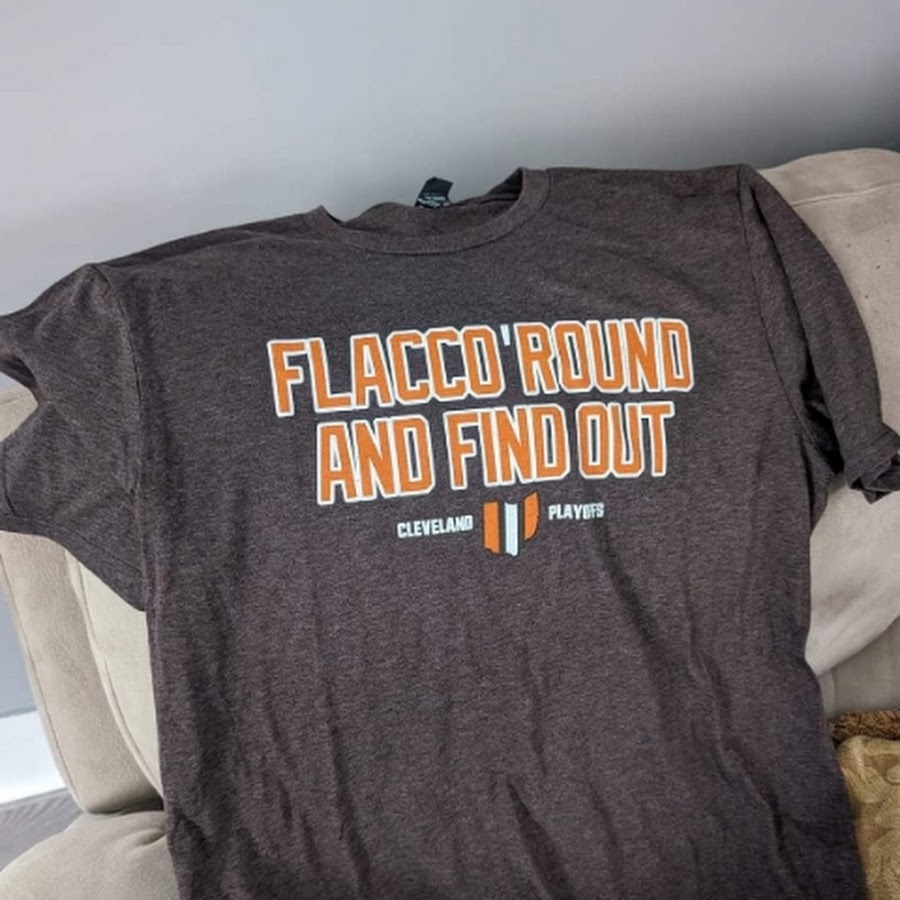 FLACCO 'ROUND
AND FIND OUT
CLEVELAND PLAYOFFS